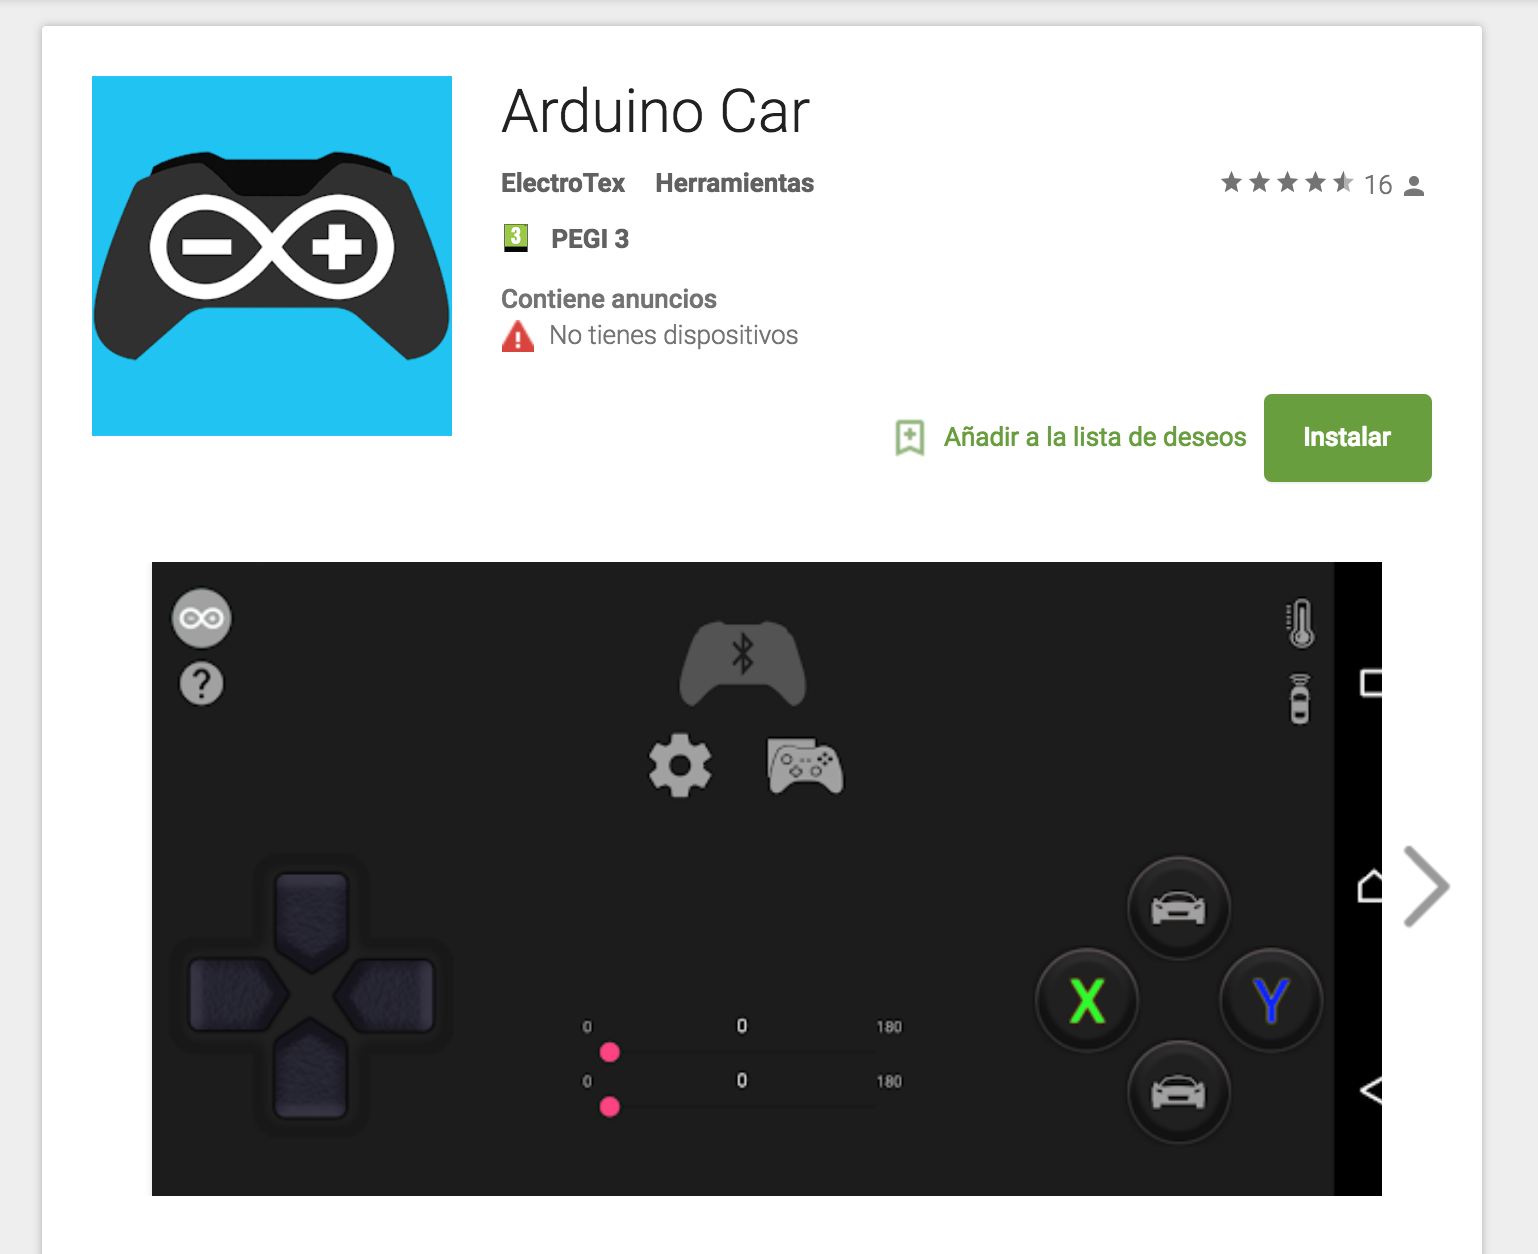 Arduino Car
ElectroTex Herramientas
16
3 PEGI 3
Contiene anuncios
No tienes dispositivos
Añadir a la lista de deseos Instalar
?
X Y
0 0 180
0 0 180